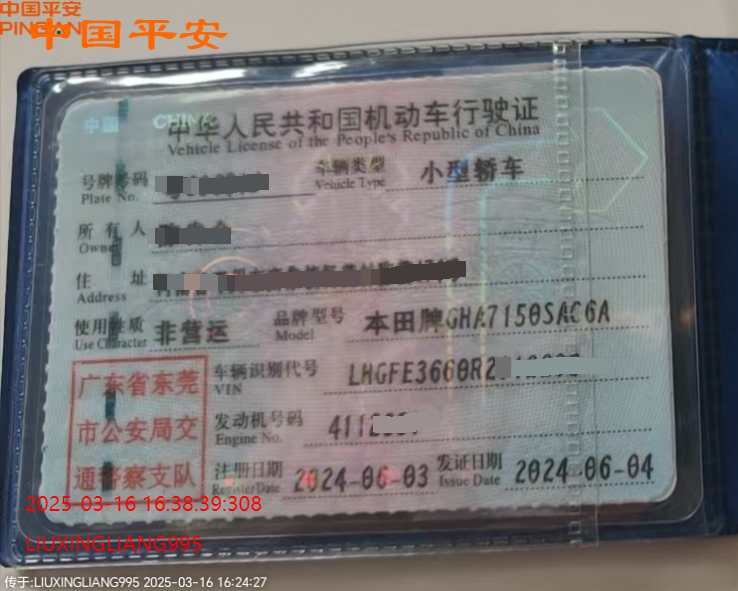 中国平安
PINGAN
中国平安
中国 CHINA
中华人民共和国机动车行驶证
Vehicle License of the People's Republic of China
号牌号码
Plate No.
车辆类型 小型轿车
Vehicle Type
所有人
Owner
住址
Address
使用性质 非营运
Use Character
品牌型号 本田牌GHA7150SAC6A
Model
广东省东莞
市公安局交
通警察支队
车辆识别代号 LHGFE3660R2
VIN
发动机号码 411
Engine No.
注册日期 2024-06-03
Register Date
发证日期 2024-06-04
Issue Date
2025-03-16 16:38:39:308
LIUXINGLIANG995
传于:LIUXINGLIANG995 2025-03-16 16:24:27